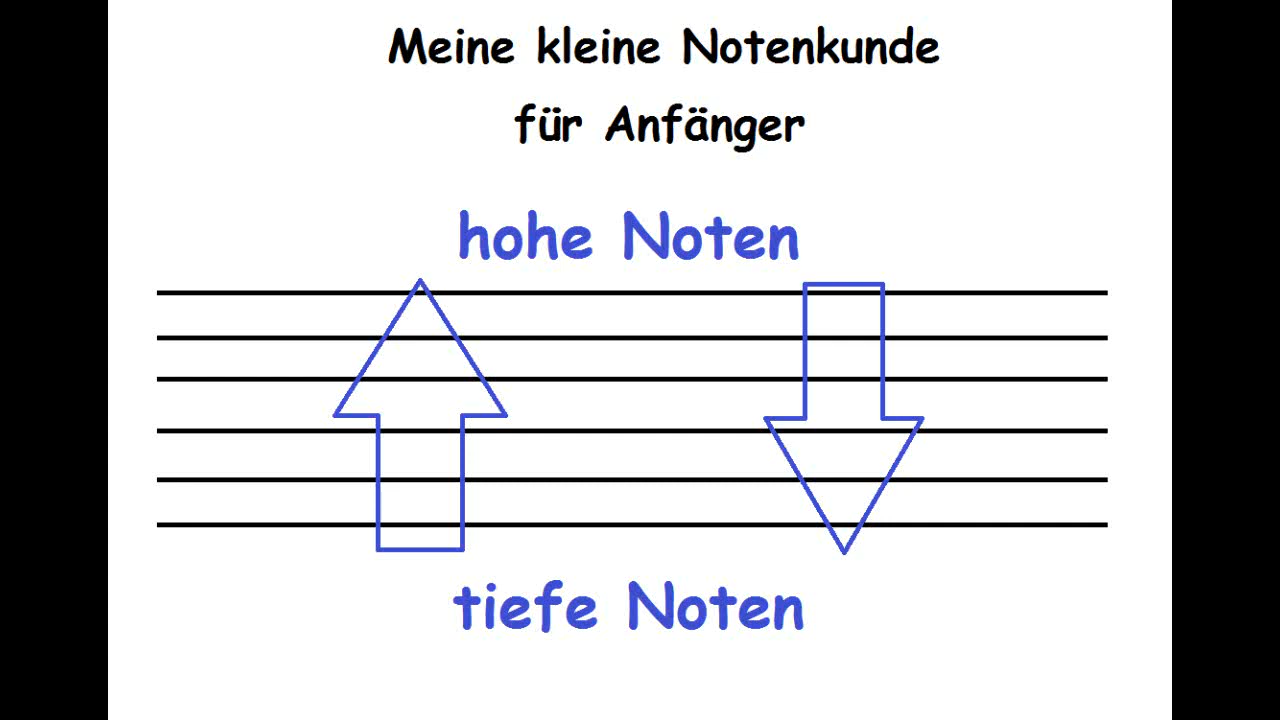 Meine kleine Notenkunde
für Anfänger
hohe Noten
tiefe Noten